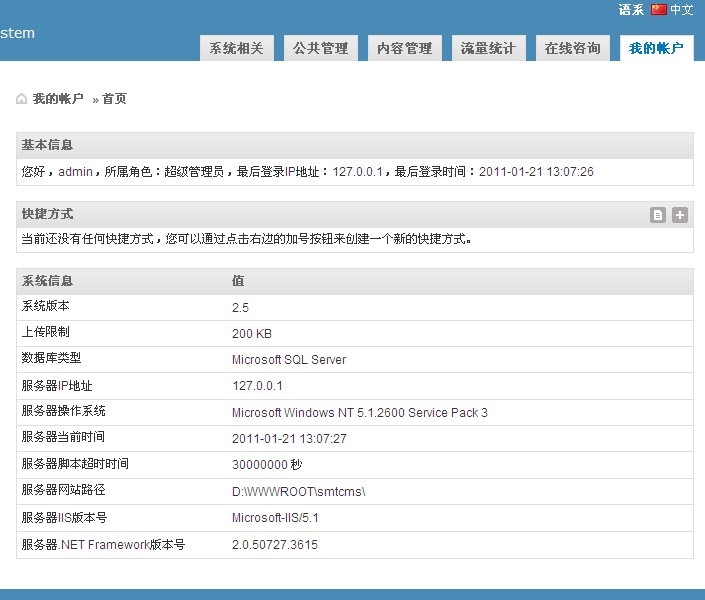 语系 中文
stem
系统相关 公共管理 内容管理 流量统计 在线咨询 我的帐户
我的帐户 » 首页
基本信息
您好，admin，所属角色：超级管理员，最后登录IP地址：127.0.0.1，最后登录时间：2011-01-21 13:07:26
快捷方式
当前还没有任何快捷方式，您可以通过点击右边的加号按钮来创建一个新的快捷方式。
系统信息 值
系统版本 2.5
上传限制 200 KB
数据库类型 Microsoft SQL Server
服务器IP地址 127.0.0.1
服务器操作系统 Microsoft Windows NT 5.1.2600 Service Pack 3
服务器当前时间 2011-01-21 13:07:27
服务器脚本超时时间 30000000 秒
服务器网站路径 D:\WWWROOT\smtcms\
服务器IIS版本号 Microsoft-IIS/5.1
服务器.NET Framework版本号 2.0.50727.3615